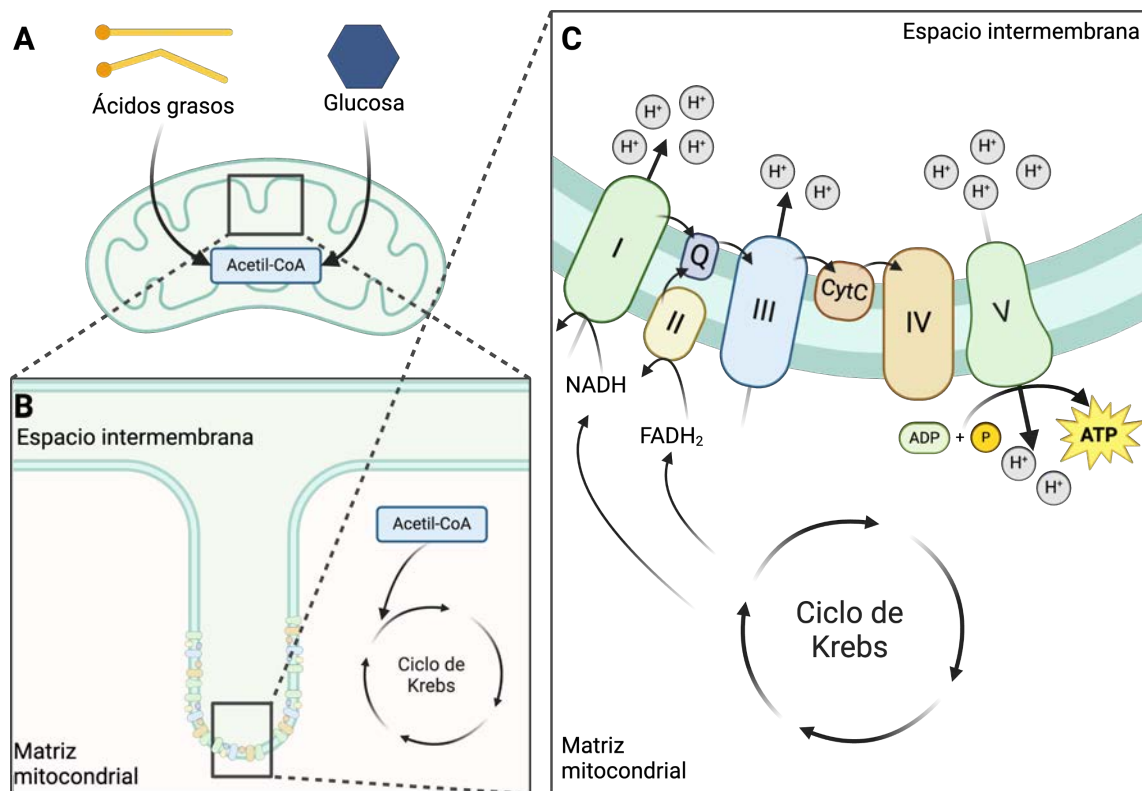 A
Ácidos grasos
Glucosa
Acetil-CoA
B
Espacio intermembrana
Acetil-CoA
Ciclo de
Krebs
Matriz
mitocondrial
C
Espacio intermembrana
H+
H+
H+
H+
H+
H+
H+
H+
H+
H+
I
Q
II
III
CytC
IV
V
NADH
FADH₂
ADP + P
ATP
H+
H+
Ciclo de
Krebs
Matriz
mitocondrial